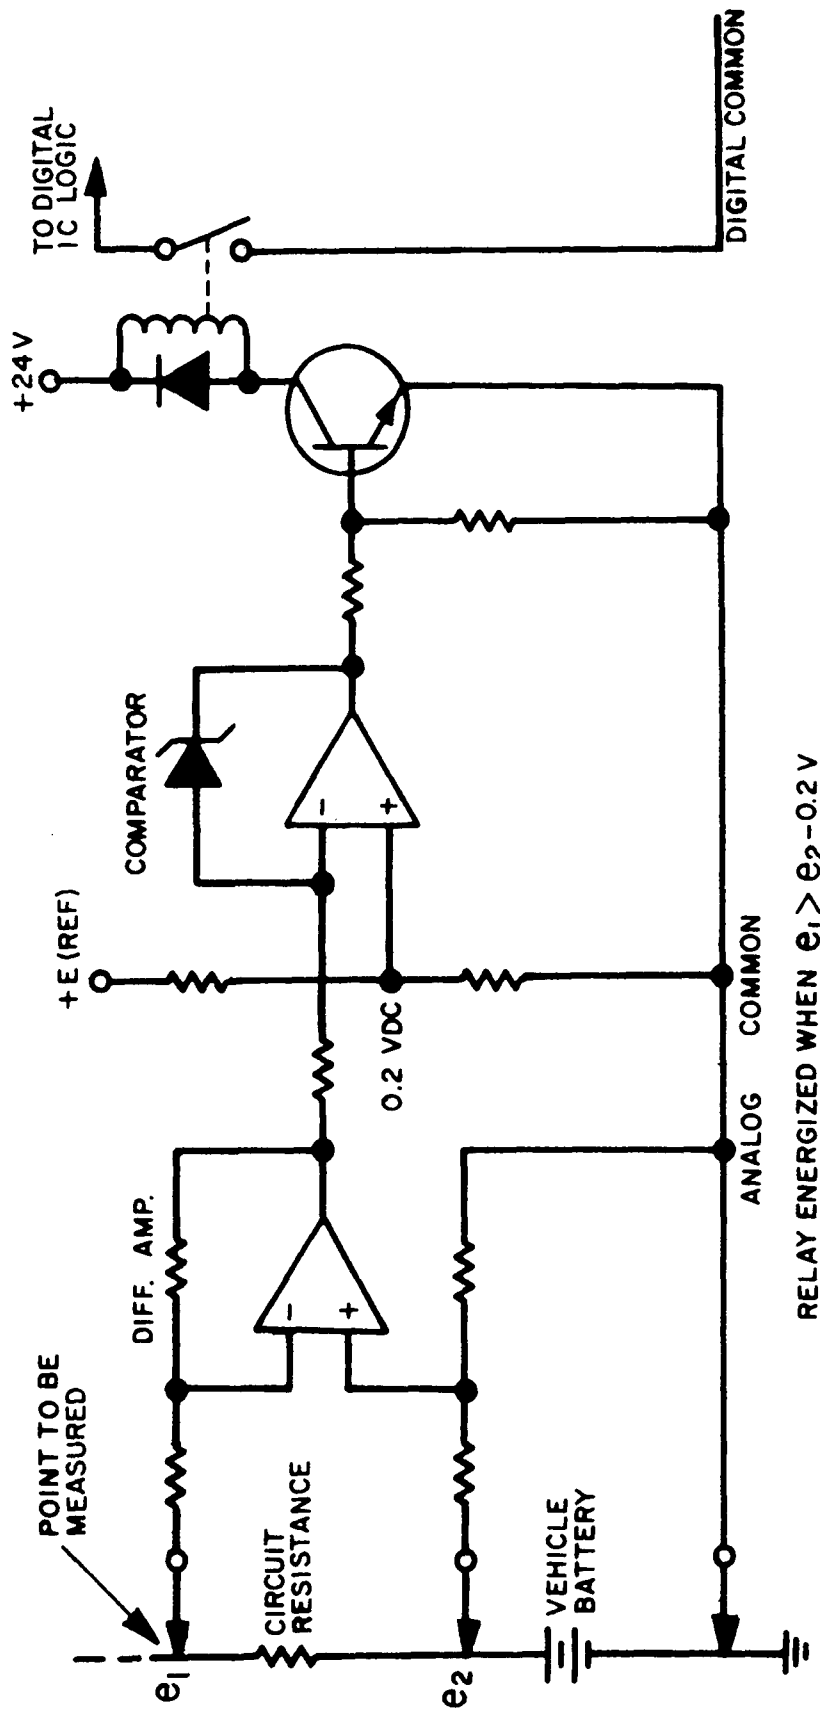 POINT TO BE
MEASURED
e1
CIRCUIT
RESISTANCE
e2
VEHICLE
BATTERY
DIFF. AMP.
-
+
+E (REF)
0.2 VDC
COMPARATOR
-
+
+24V
TO DIGITAL
IC LOGIC
ANALOG COMMON
DIGITAL COMMON
RELAY ENERGIZED WHEN e1 > e2-0.2 V